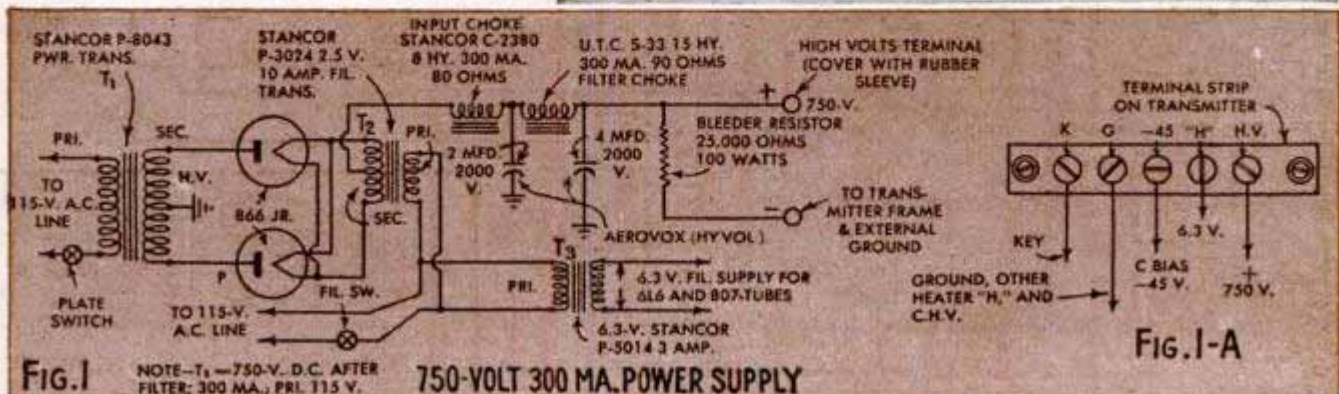 STANCOR P-8043
PWR. TRANS.
T1
STANCOR
P-3024 2.5 V.
10 AMP. FIL.
TRANS.
INPUT CHOKE
STANCOR C-2380
8 HY. 300 MA.
80 OHMS
U.T.C. S-33 15 HY.
300 MA. 90 OHMS
FILTER CHOKE
HIGH VOLTS TERMINAL
(COVER WITH RUBBER
SLEEVE)
+
750-V.
PRI.
SEC.
H.V.
TO
115-V. A.C.
LINE
PLATE
SWITCH
866 JR.
P
T2
PRI.
SEC.
2 MFD.
2000
V.
4 MFD.
2000
V.
BLEEDER RESISTOR
25,000 OHMS
100 WATTS
-
TO TRANS-
MITTER FRAME
& EXTERNAL
GROUND
AEROVOX (HYVOL)
FIL. SW.
TO 115-V.
A.C. LINE
T3
PRI.
6.3 V. FIL. SUPPLY FOR
6L6 AND 807-TUBES
6.3-V. STANCOR
P-5014 3 AMP.
FIG.1
NOTE-T1-750-V. D.C. AFTER
FILTER; 300 MA.; PRI. 115 V.
750-VOLT 300 MA. POWER SUPPLY
TERMINAL STRIP
ON TRANSMITTER
K G -45 "H" H.V.
KEY
GROUND, OTHER
HEATER "H," AND
C.H.V.
C BIAS
-45 V.
6.3 V.
+
750 V.
FIG.1-A